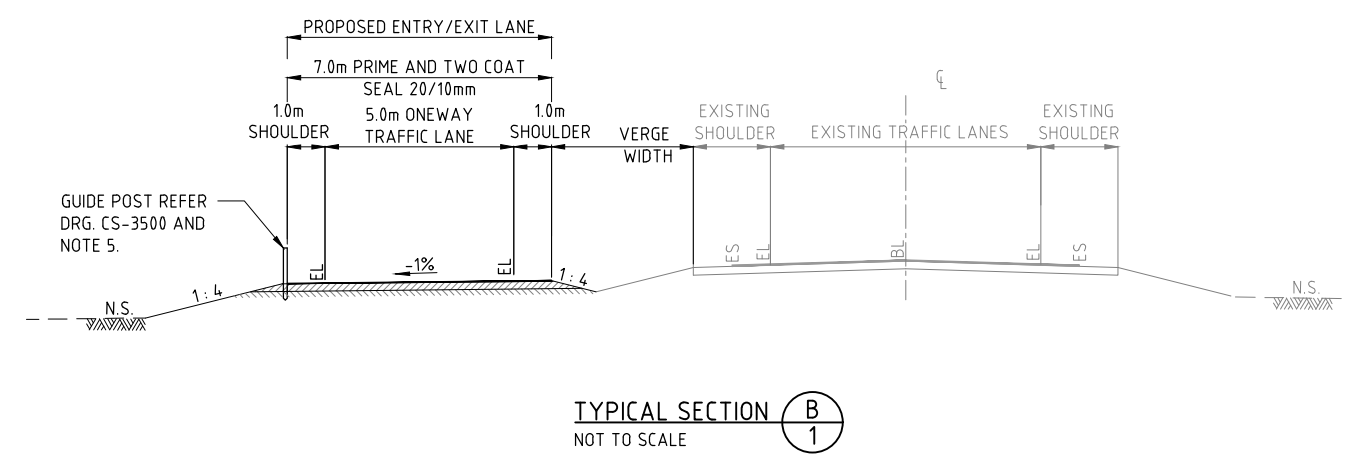 PROPOSED ENTRY/EXIT LANE
7.0m PRIME AND TWO COAT
SEAL 20/10mm
1.0m
SHOULDER
5.0m ONEWAY
TRAFFIC LANE
1.0m
SHOULDER
VERGE
WIDTH
EXISTING
SHOULDER
EXISTING TRAFFIC LANES
EXISTING
SHOULDER
℄
GUIDE POST REFER
DRG. CS-3500 AND
NOTE 5.
EL
-1%
EL
1 : 4
1 : 4
N.S.
ES
EL
BL
EL
ES
N.S.
TYPICAL SECTION
NOT TO SCALE
B
1